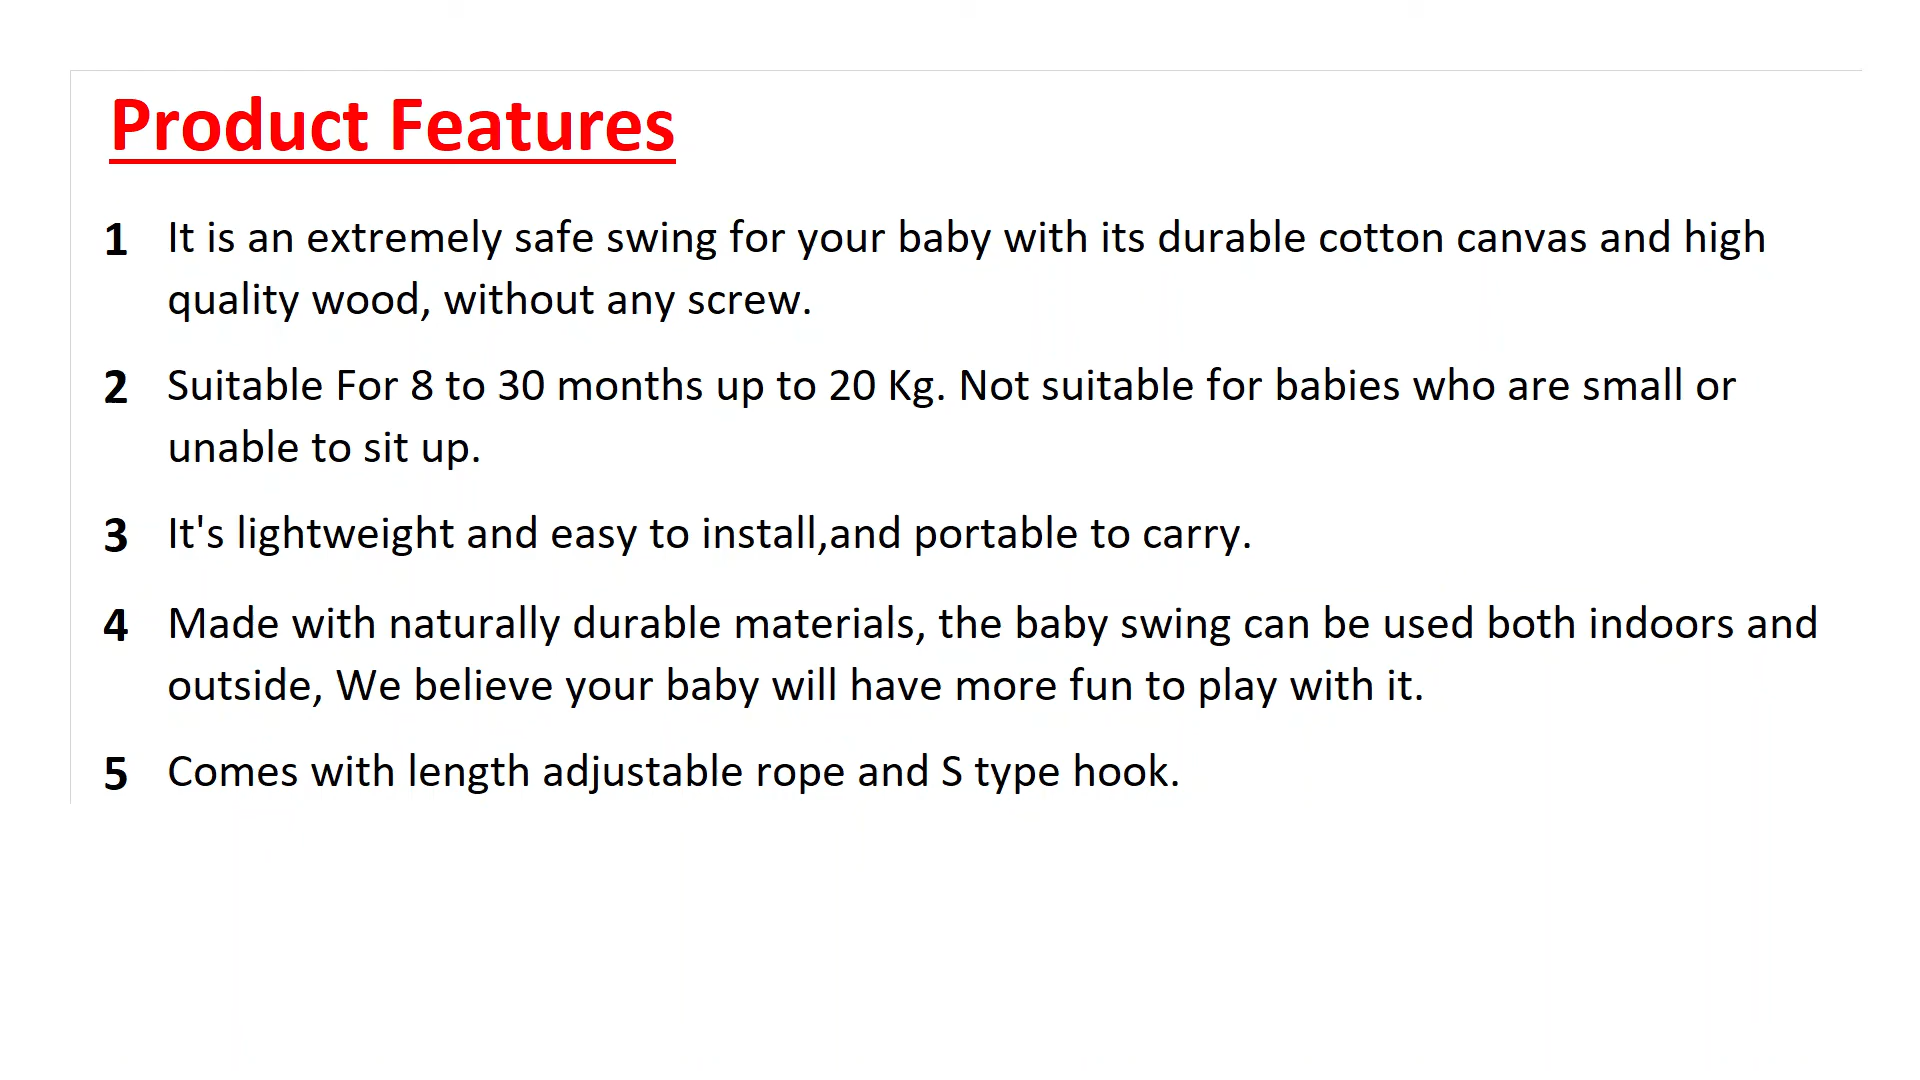 Product Features
1 It is an extremely safe swing for your baby with its durable cotton canvas and high
quality wood, without any screw.
2 Suitable For 8 to 30 months up to 20 Kg. Not suitable for babies who are small or
unable to sit up.
3 It's lightweight and easy to install,and portable to carry.
4 Made with naturally durable materials, the baby swing can be used both indoors and
outside, We believe your baby will have more fun to play with it.
5 Comes with length adjustable rope and S type hook.